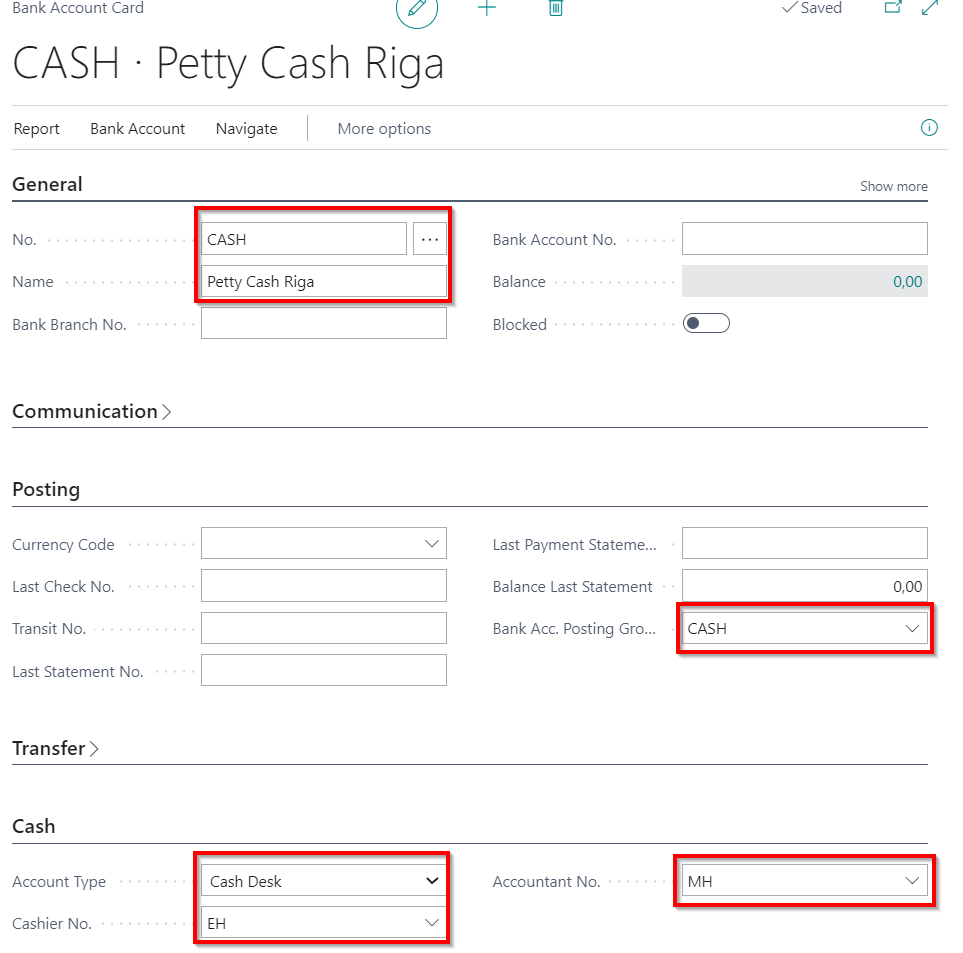 Bank Account Card
Saved
CASH · Petty Cash Riga
Report Bank Account Navigate More options
General
Show more
No. CASH ...
Bank Account No.
Name Petty Cash Riga
Balance 0,00
Bank Branch No.
Blocked
Communication
Posting
Currency Code
Last Payment Stateme...
Last Check No.
Balance Last Statement 0,00
Transit No.
Bank Acc. Posting Gro... CASH
Last Statement No.
Transfer
Cash
Account Type Cash Desk
Accountant No. MH
Cashier No. EH